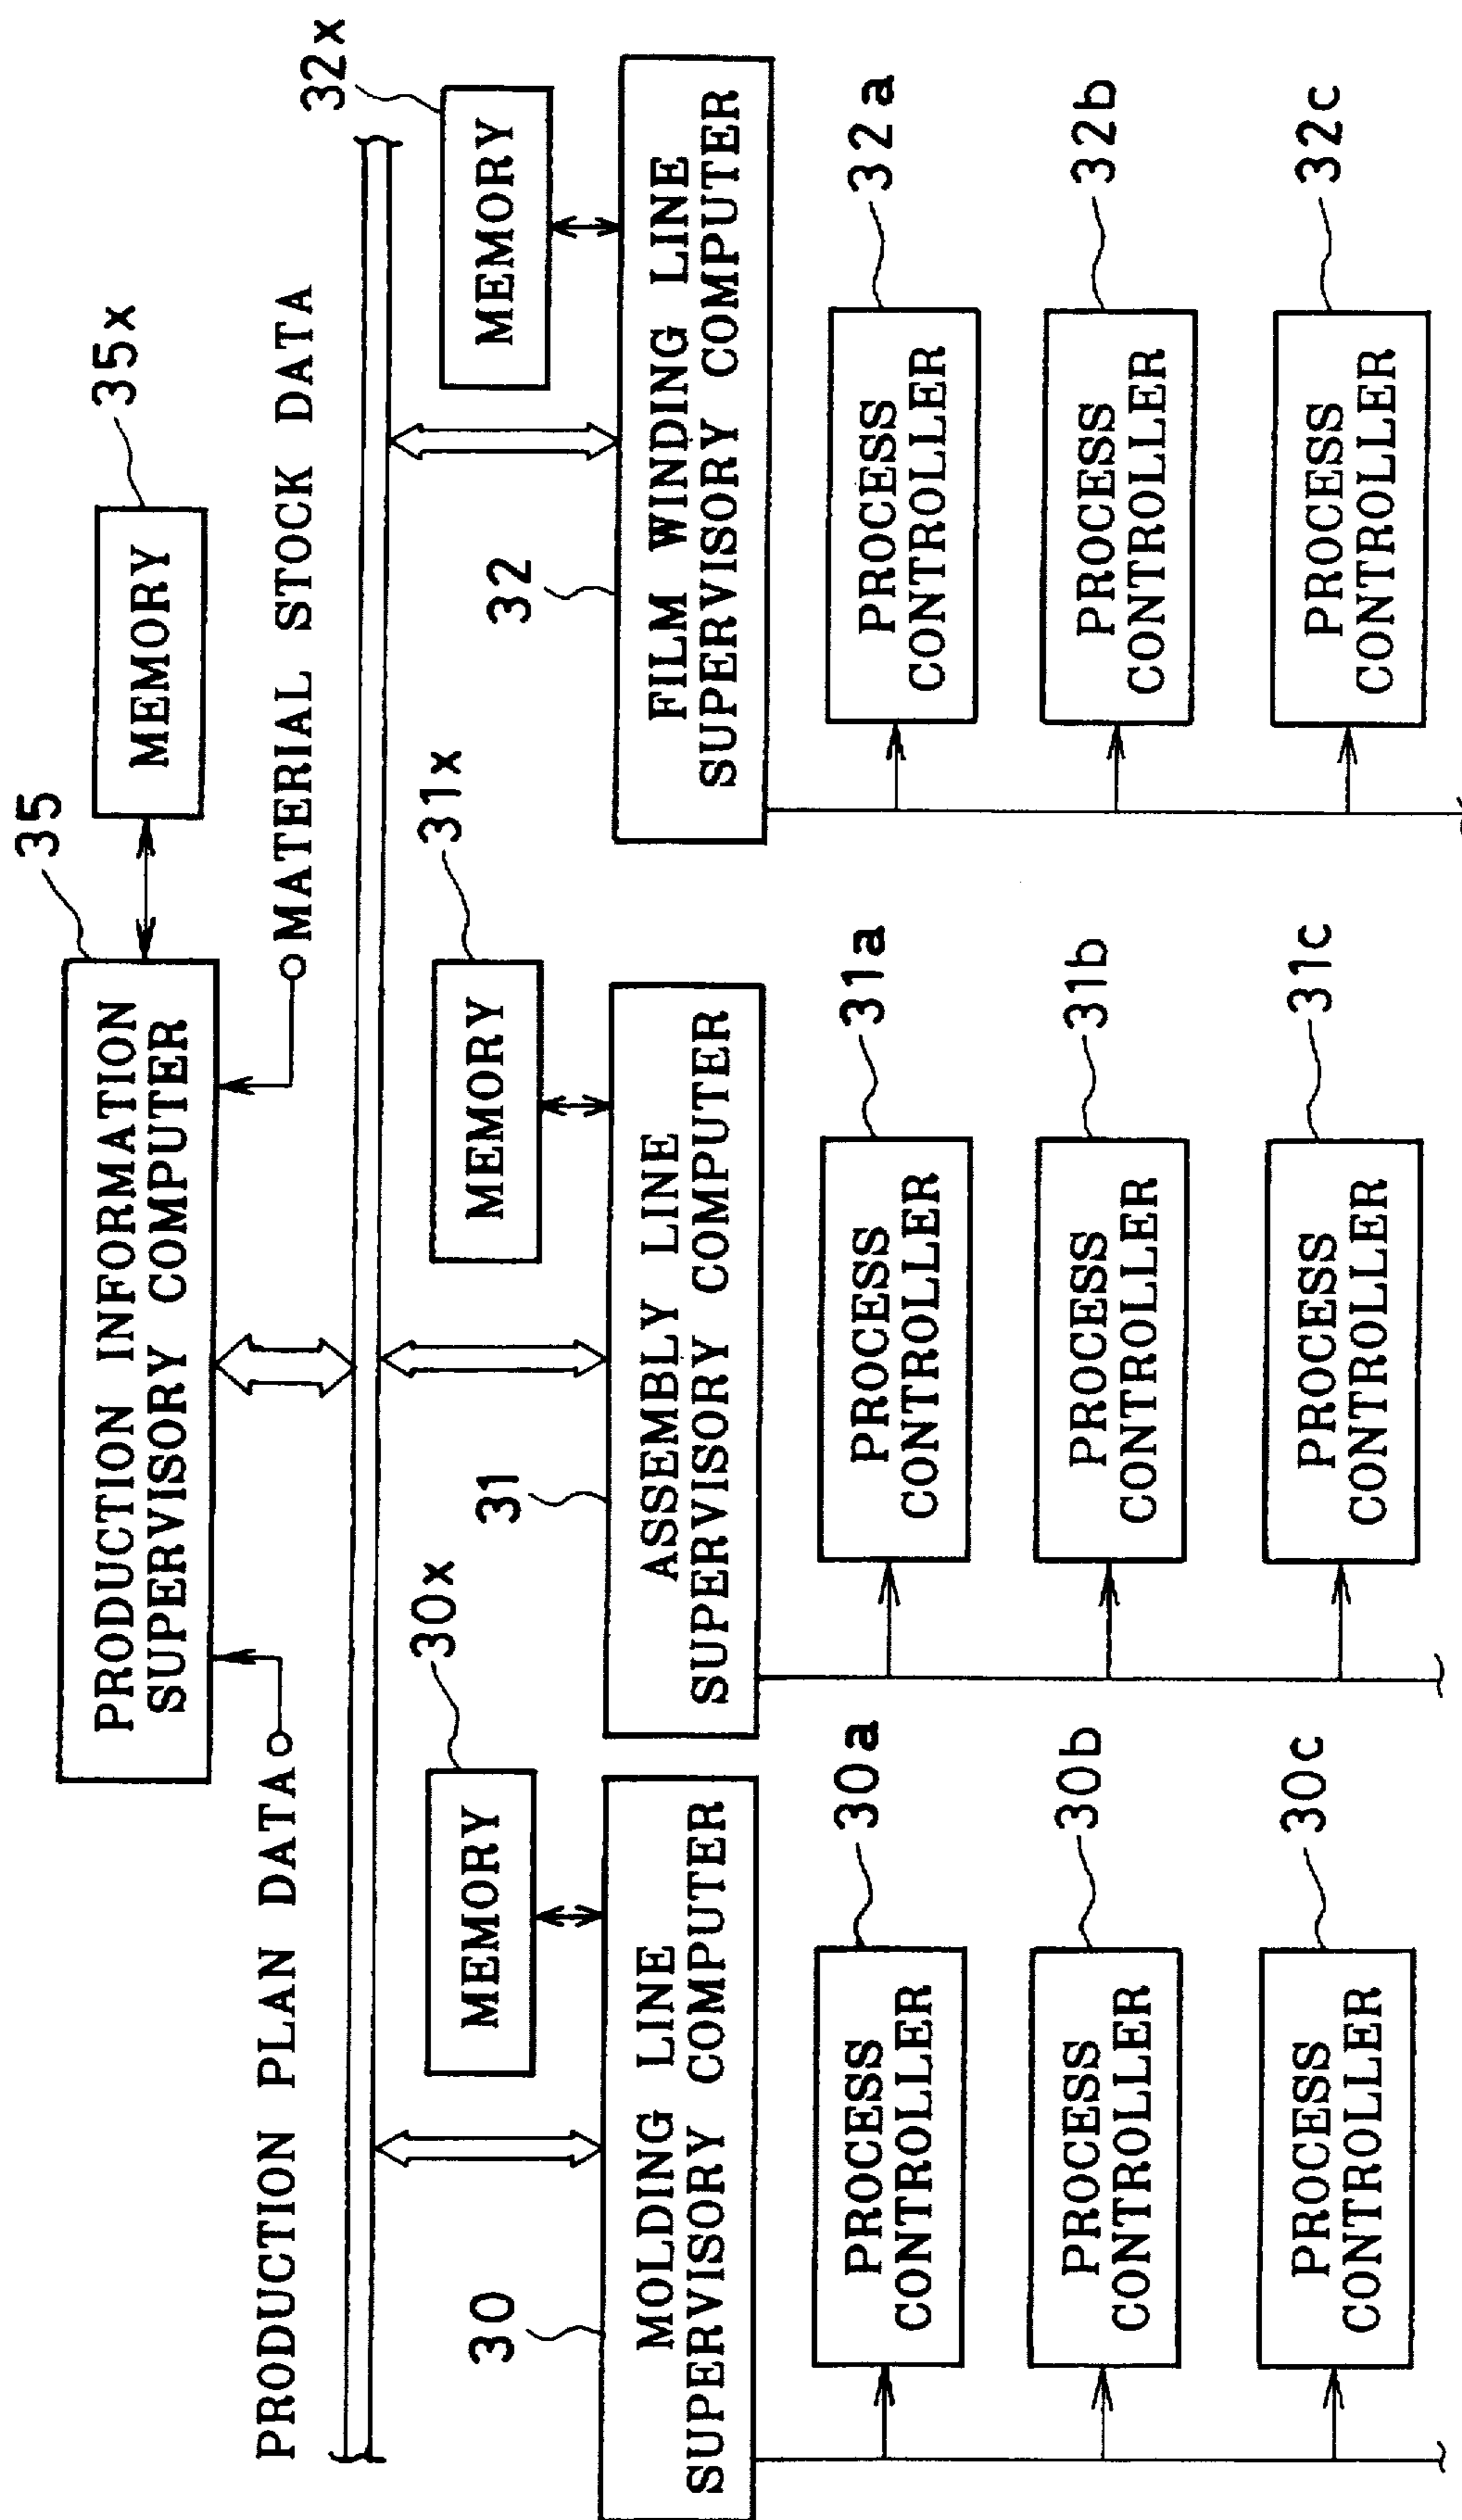 35
35x
PRODUCTION INFORMATION
SUPERVISORY COMPUTER
MEMORY
PRODUCTION PLAN DATA
MATERIAL STOCK DATA
30x
31x
32x
MEMORY
MEMORY
MEMORY
30
31
32
MOLDING LINE
SUPERVISORY COMPUTER
ASSEMBLY LINE
SUPERVISORY COMPUTER
FILM WINDING LINE
SUPERVISORY COMPUTER
30a
31a
32a
PROCESS
CONTROLLER
PROCESS
CONTROLLER
PROCESS
CONTROLLER
30b
31b
32b
PROCESS
CONTROLLER
PROCESS
CONTROLLER
PROCESS
CONTROLLER
30c
31c
32c
PROCESS
CONTROLLER
PROCESS
CONTROLLER
PROCESS
CONTROLLER